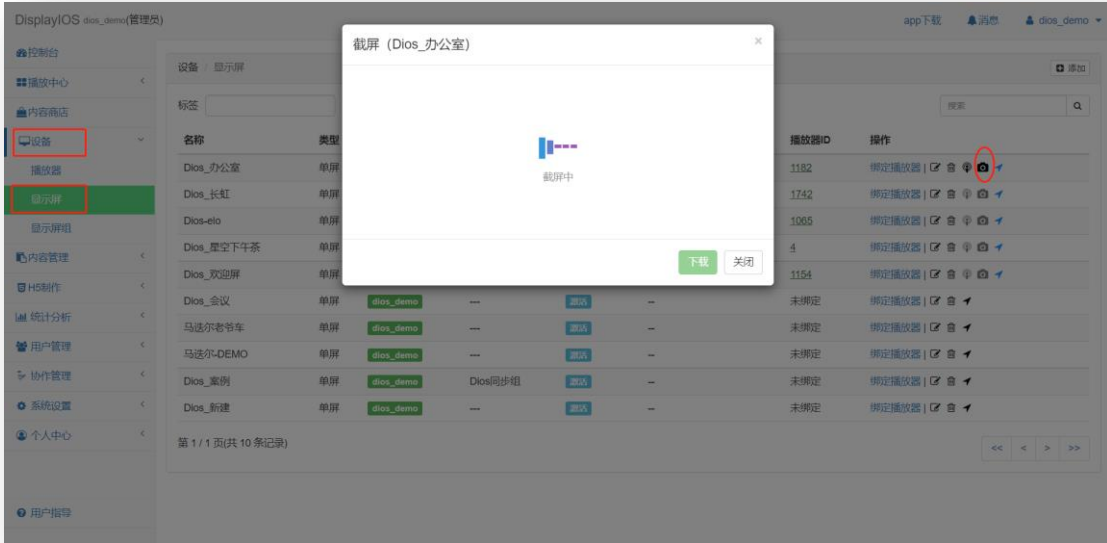 DisplayIOS dios_demo(管理员)
app下载 消息 dios_demo
控制台
播放中心
内容商店
设备
播放器
显示屏
显示屏组
内容管理
H5制作
统计分析
用户管理
协作管理
系统设置
个人中心
用户指导
截屏（Dios_办公室） ×
截屏中
下载 关闭
设备 / 显示屏 添加
标签 搜索
名称 类型 播放器ID 操作
Dios_办公室 单屏 1182 绑定播放器 |
Dios_长虹 单屏 1742 绑定播放器 |
Dios-elo 单屏 1065 绑定播放器 |
Dios_星空下午茶 单屏 4 绑定播放器 |
Dios_欢迎屏 单屏 1154 绑定播放器 |
Dios_会议 单屏 dios_demo --- 激活 -- 未绑定 绑定播放器 |
马迭尔老爷车 单屏 dios_demo --- 激活 -- 未绑定 绑定播放器 |
马迭尔-DEMO 单屏 dios_demo --- 激活 -- 未绑定 绑定播放器 |
Dios_案例 单屏 dios_demo Dios同步组 激活 -- 未绑定 绑定播放器 |
Dios_新建 单屏 dios_demo --- 激活 -- 未绑定 绑定播放器 |
第 1 / 1 页(共 10 条记录) << < > >>